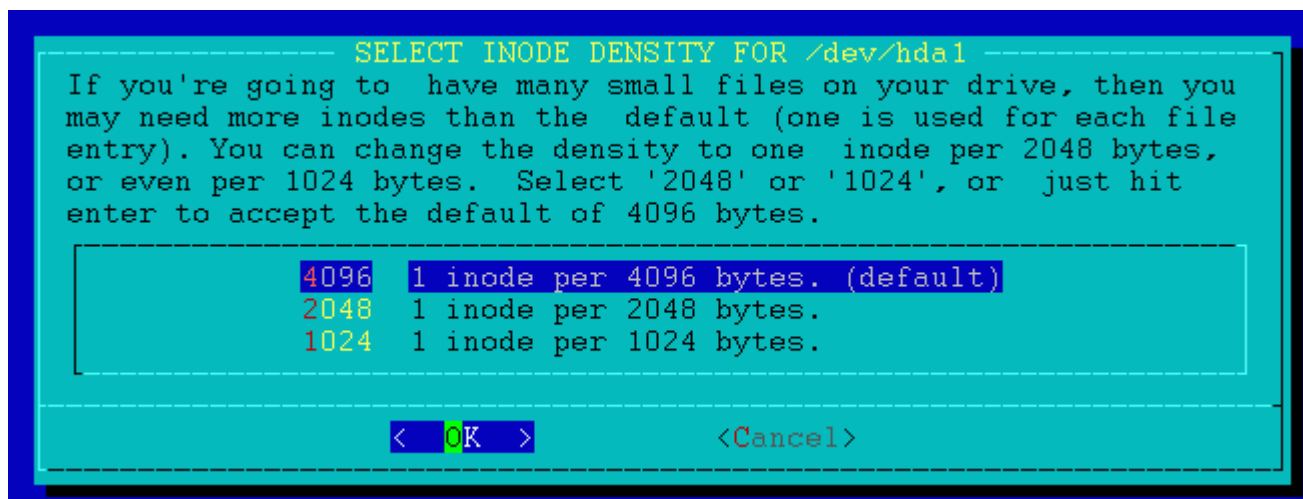 SELECT INODE DENSITY FOR /dev/hda1
If you're going to  have many small files on your drive, then you
may need more inodes than the  default (one is used for each file
entry). You can change the density to one  inode per 2048 bytes,
or even per 1024 bytes.  Select '2048' or '1024', or  just hit
enter to accept the default of 4096 bytes.
4096  1 inode per 4096 bytes. (default)
2048  1 inode per 2048 bytes.
1024  1 inode per 1024 bytes.
<  OK  > <Cancel>